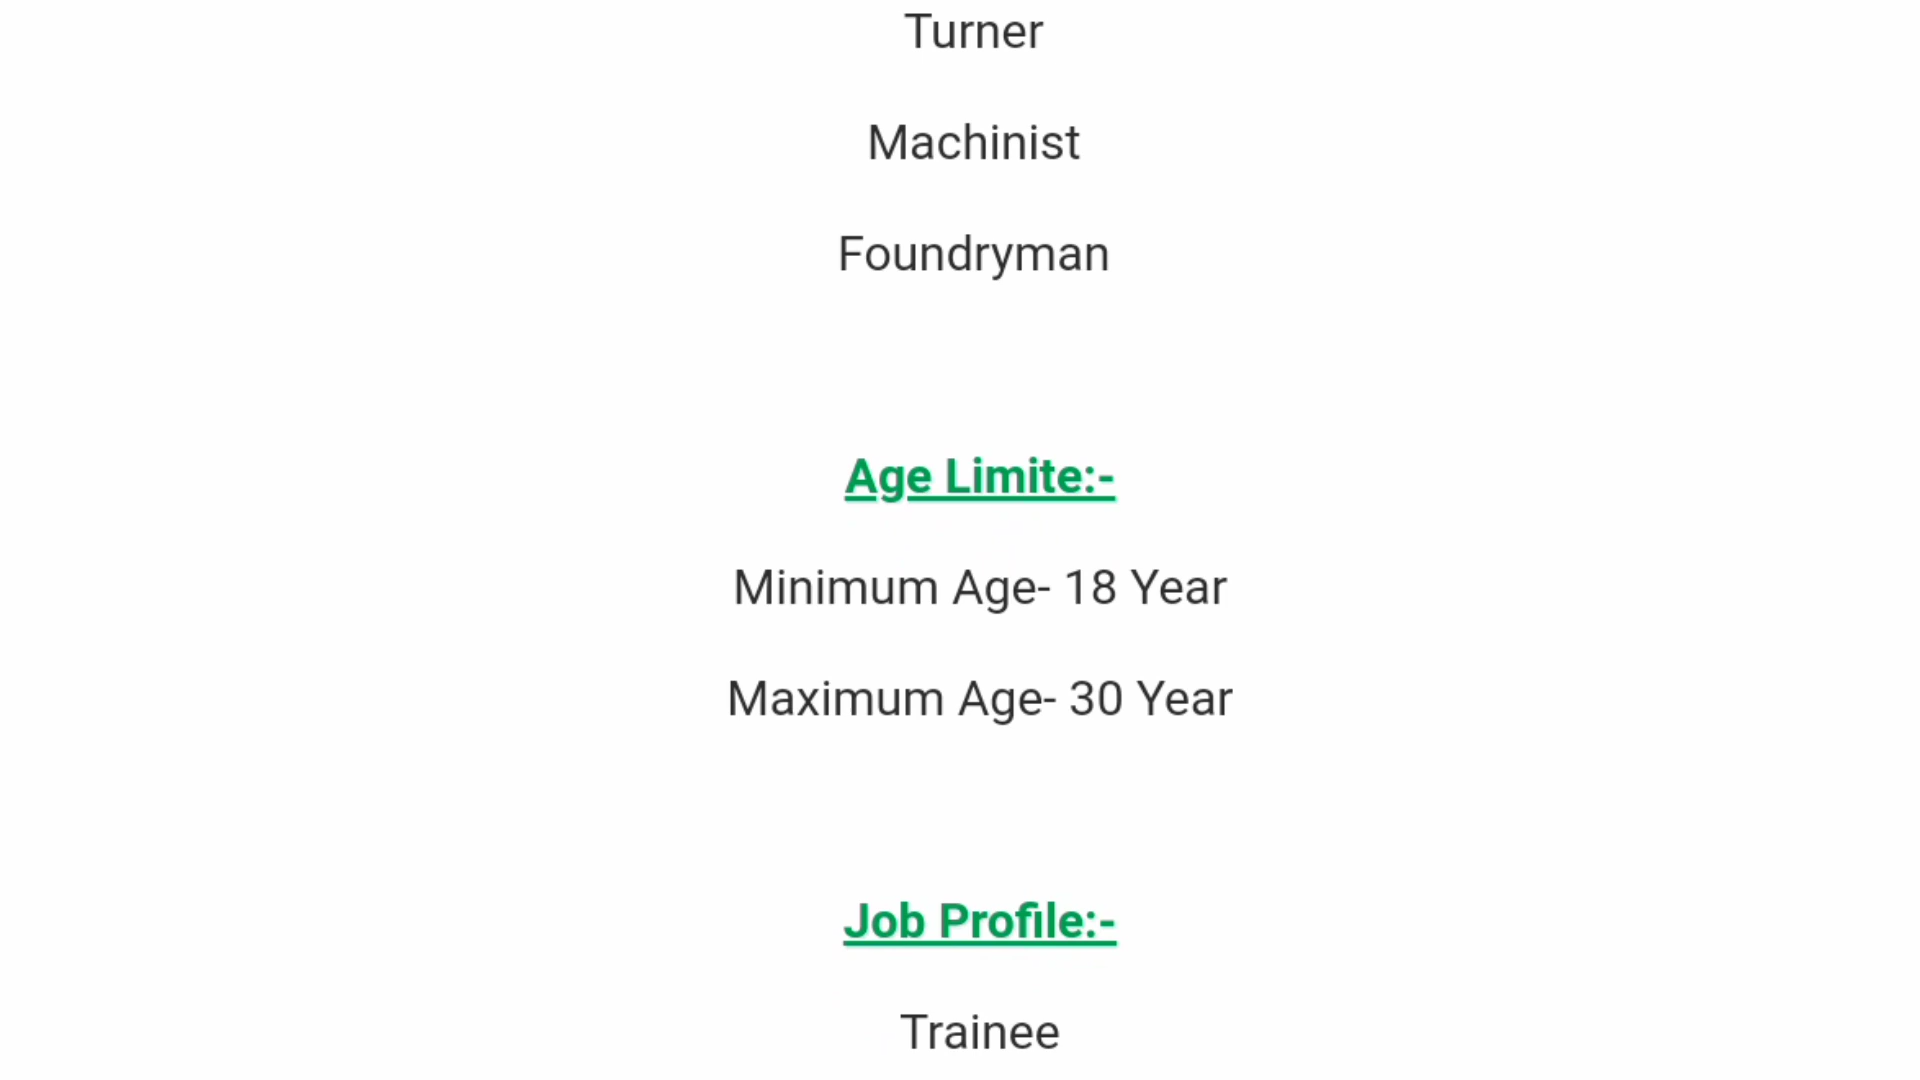 Turner
Machinist
Foundryman
Age Limite:-
Minimum Age- 18 Year
Maximum Age- 30 Year
Job Profile:-
Trainee